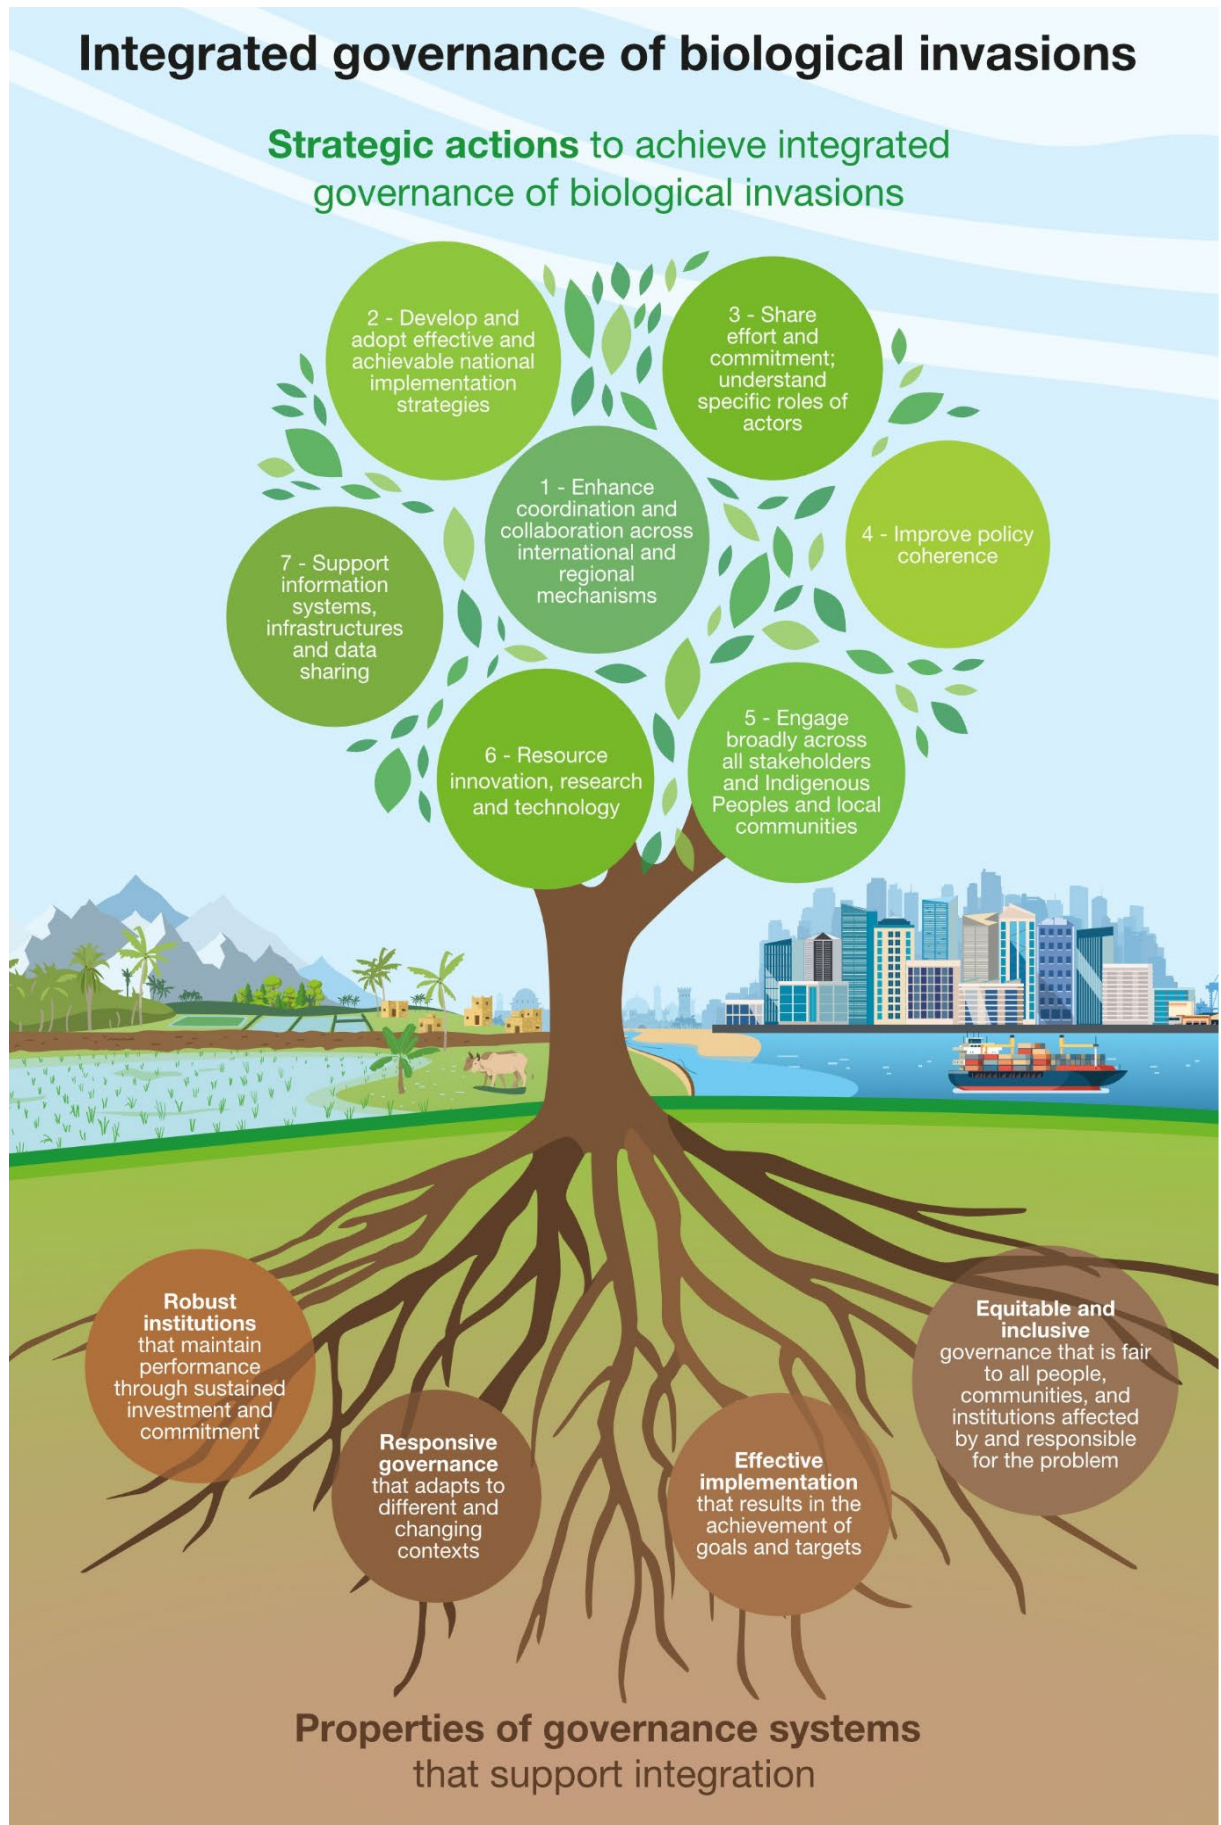 Integrated governance of biological invasions
Strategic actions to achieve integrated
governance of biological invasions
2 - Develop and
adopt effective and
achievable national
implementation
strategies
3 - Share
effort and
commitment;
understand
specific roles of
actors
1 - Enhance
coordination and
collaboration across
international and
regional
mechanisms
4 - Improve policy
coherence
7 - Support
information
systems,
infrastructures
and data
sharing
6 - Resource
innovation, research
and technology
5 - Engage
broadly across
all stakeholders
and Indigenous
Peoples and local
communities
Robust
institutions
that maintain
performance
through sustained
investment and
commitment
Responsive
governance
that adapts to
different and
changing
contexts
Effective
implementation
that results in the
achievement of
goals and targets
Equitable and
inclusive
governance that is fair
to all people,
communities, and
institutions affected
by and responsible
for the problem
Properties of governance systems
that support integration